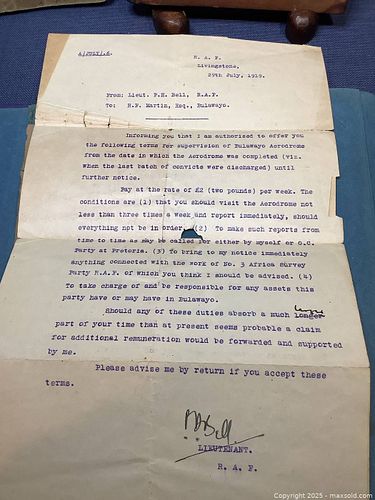 A/JULY/.6.
R. A. F.
Livingstone.
29th July, 1919.
From: Lieut. P.H. Bell, R.A.F.
To: R.N. Martin, Esq., Bulawayo.
Informing you that I am authorized to offer you
the following terms for supervision of Bulawayo Aerodrome
from the date in which the Aerodrome was completed (viz.
when the last batch of convicts were discharged) until
further notice.
Pay at the rate of £2 (two pounds) per week. The
conditions are (1) that you should visit the Aerodrome not
less than three times a week and report immediately, should
everything not be in order. (2) To make such reports from
time to time as may be called for either by myself or O.C.
Party at Pretoria. (3) To bring to my notice immediately
anything connected with the work of No. 3 Africa Survey
Party R.A.F. of which you think I should be advised. (4)
To take charge of and be responsible for any assets this
party have or may have in Bulawayo.
Should any of these duties absorb a much longer
part of your time than at present seems probable a claim
for additional remuneration would be forwarded and supported
by me.
Please advise me by return if you accept these
terms.
PHBell
LIEUTENANT.
R. A. F.
Photo Copyright 2025 - maxsold.com